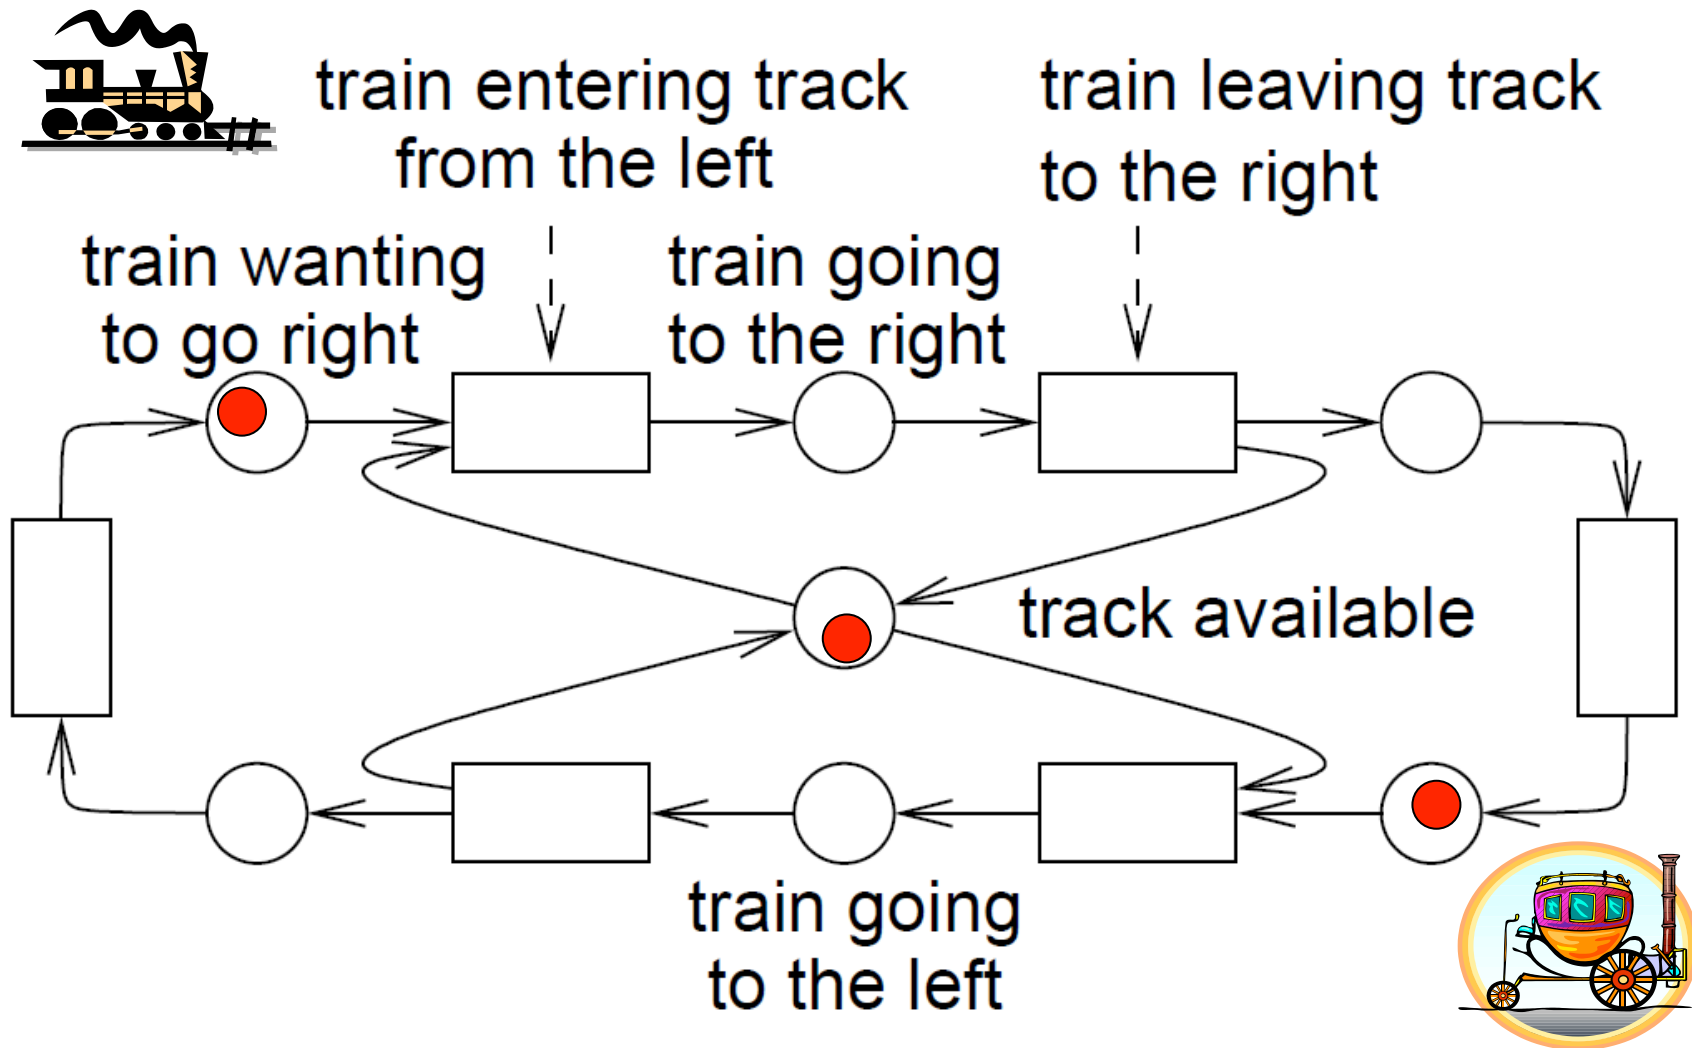 train entering track
from the left
train leaving track
to the right
train wanting
to go right
train going
to the right
track available
train going
to the left